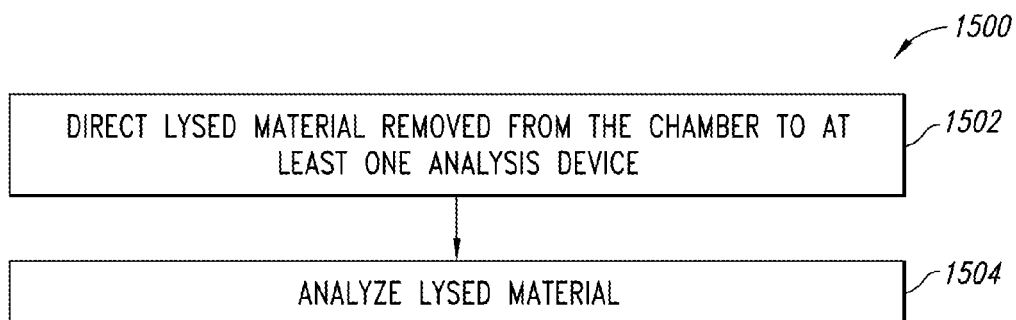 1500
DIRECT LYSED MATERIAL REMOVED FROM THE CHAMBER TO AT
LEAST ONE ANALYSIS DEVICE
1502
ANALYZE LYSED MATERIAL
1504